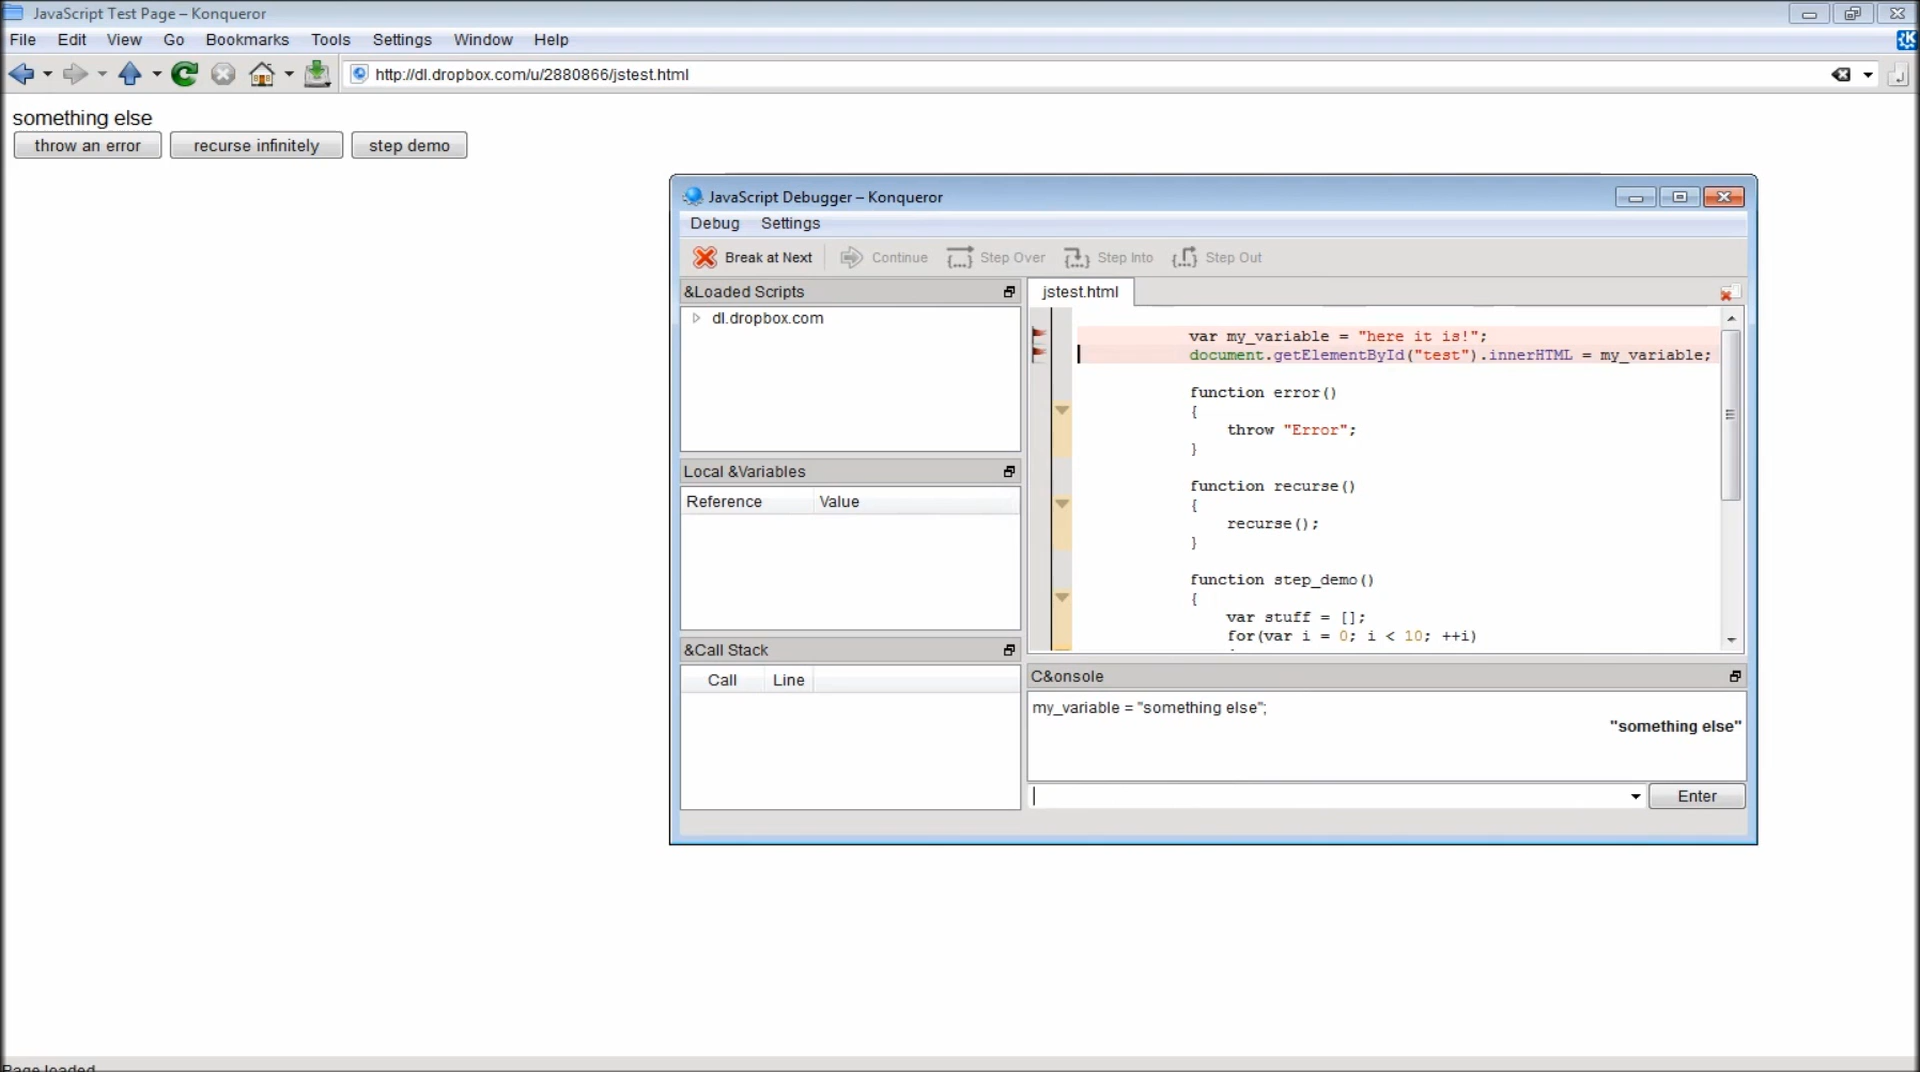 JavaScript Test Page – Konqueror
File Edit View Go Bookmarks Tools Settings Window Help
http://dl.dropbox.com/u/2880866/jstest.html
something else
throw an error recurse infinitely step demo
JavaScript Debugger – Konqueror
Debug Settings
Break at Next Continue Step Over Step Into Step Out
&Loaded Scripts
dl.dropbox.com
Local &Variables
Reference Value
&Call Stack
Call Line
jstest.html
var my_variable = "here it is!";
document.getElementById("test").innerHTML = my_variable;
function error()
{
throw "Error";
}
function recurse()
{
recurse();
}
function step_demo()
{
var stuff = [];
for(var i = 0; i < 10; ++i)
C&onsole
my_variable = "something else";
"something else"
Enter
Page loaded